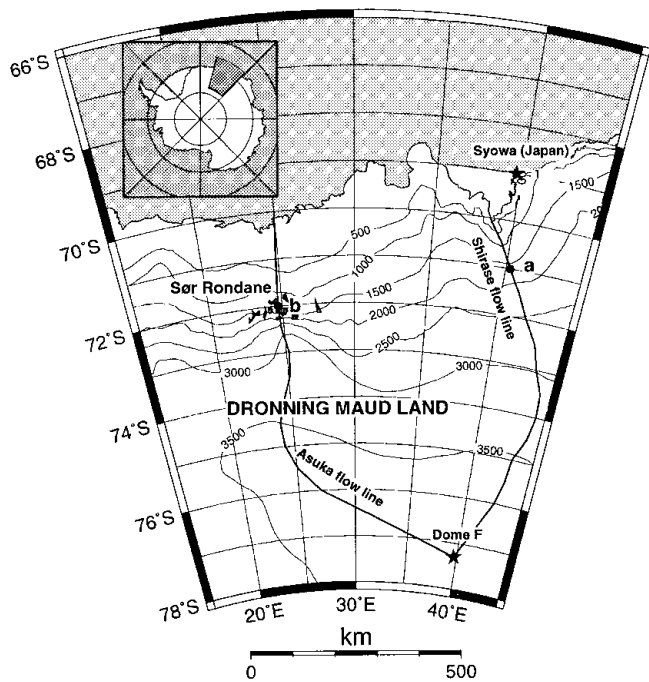 66˚S
68˚S
70˚S
72˚S
74˚S
76˚S
78˚S
Syowa (Japan)
1500
500
1000
1500
2000
2500
3000
3000
3500
3500
a
Shirase flow line
Sør Rondane
b
DRONNING MAUD LAND
Asuka flow line
Dome F
20˚E
30˚E
40˚E
km
0
500